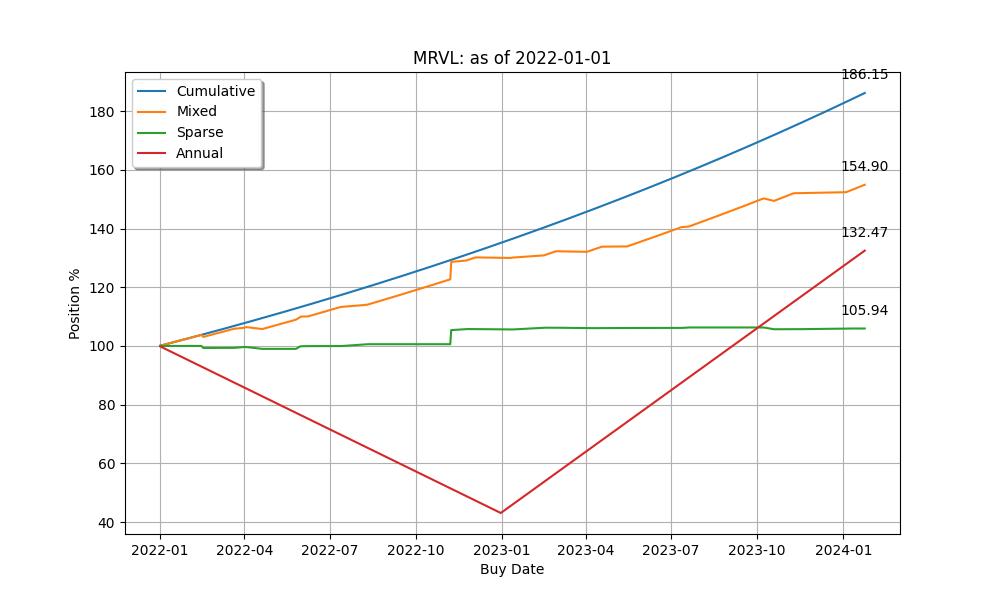 MRVL: as of 2022-01-01
Cumulative
Mixed
Sparse
Annual
186.15
154.90
132.47
105.94
180
160
140
120
100
80
60
40
Position %
2022-01 2022-04 2022-07 2022-10 2023-01 2023-04 2023-07 2023-10 2024-01
Buy Date